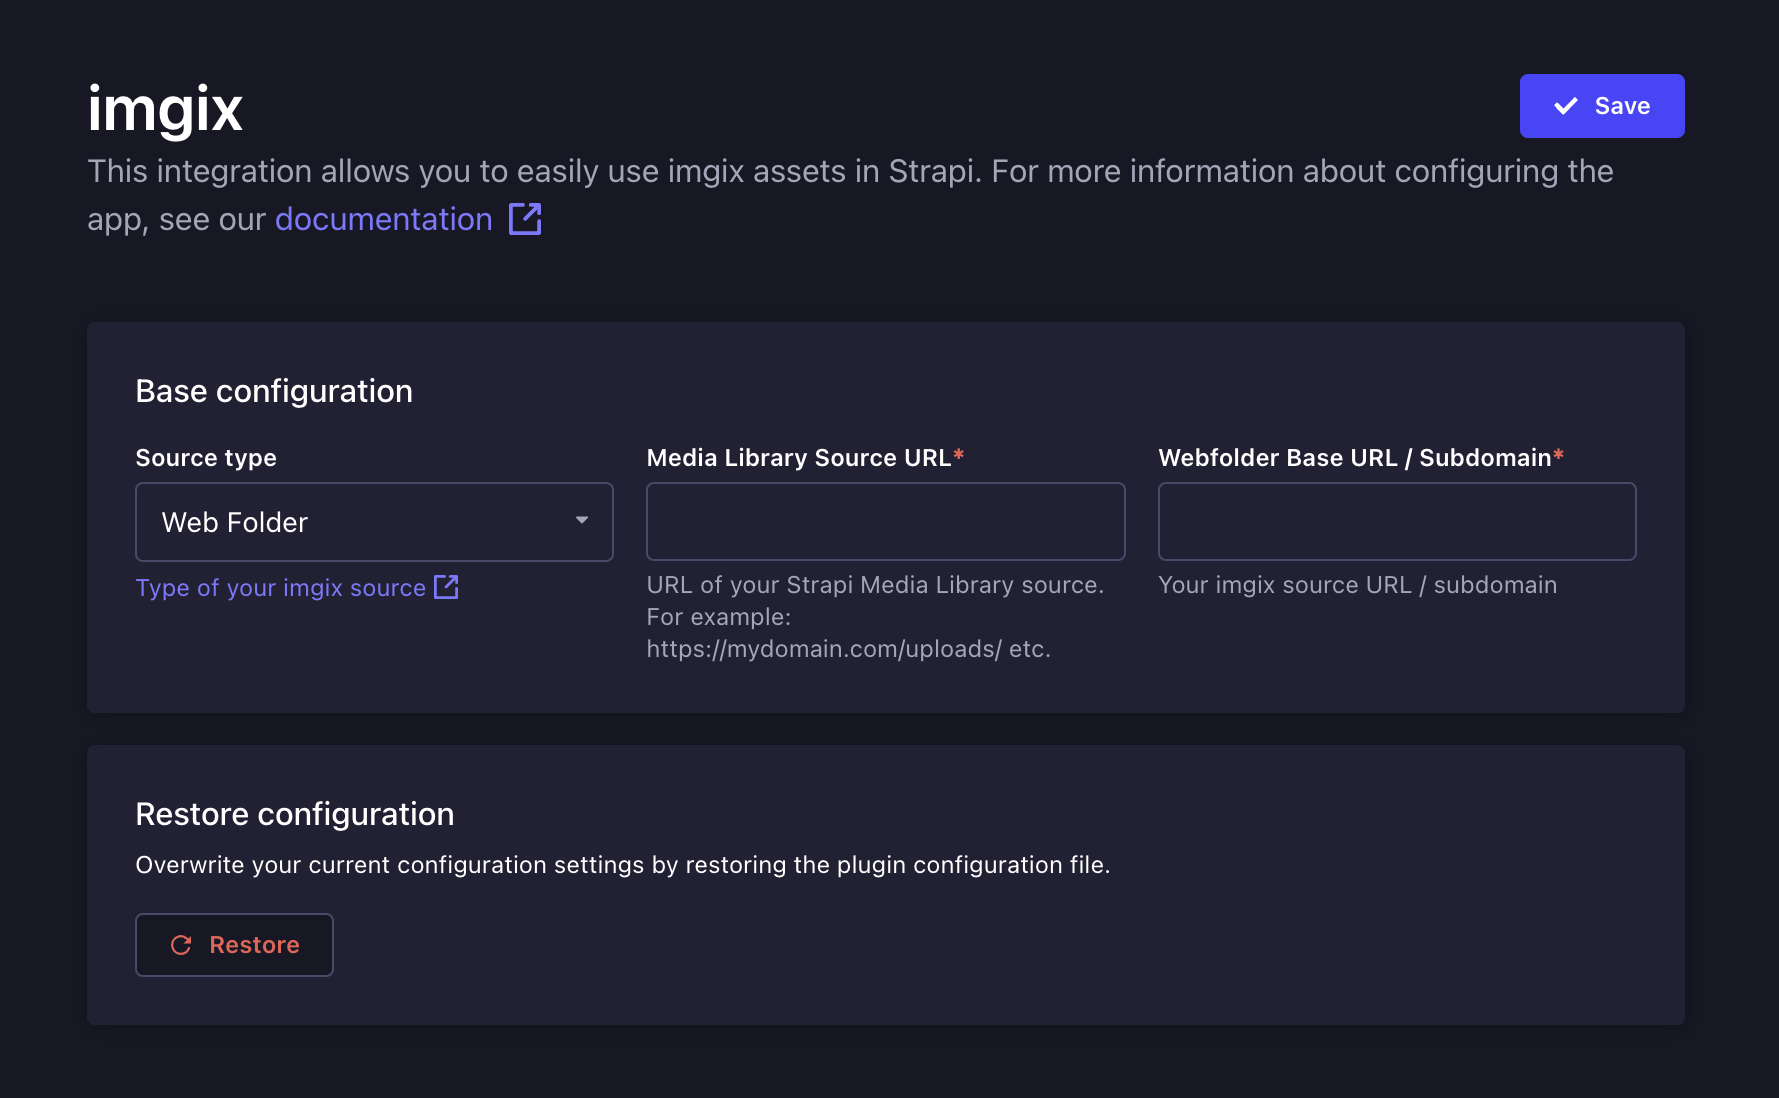 imgix
Save
This integration allows you to easily use imgix assets in Strapi. For more information about configuring the
app, see our documentation
Base configuration
Source type
Web Folder
Type of your imgix source
Media Library Source URL*
URL of your Strapi Media Library source.
For example:
https://mydomain.com/uploads/ etc.
Webfolder Base URL / Subdomain*
Your imgix source URL / subdomain
Restore configuration
Overwrite your current configuration settings by restoring the plugin configuration file.
Restore